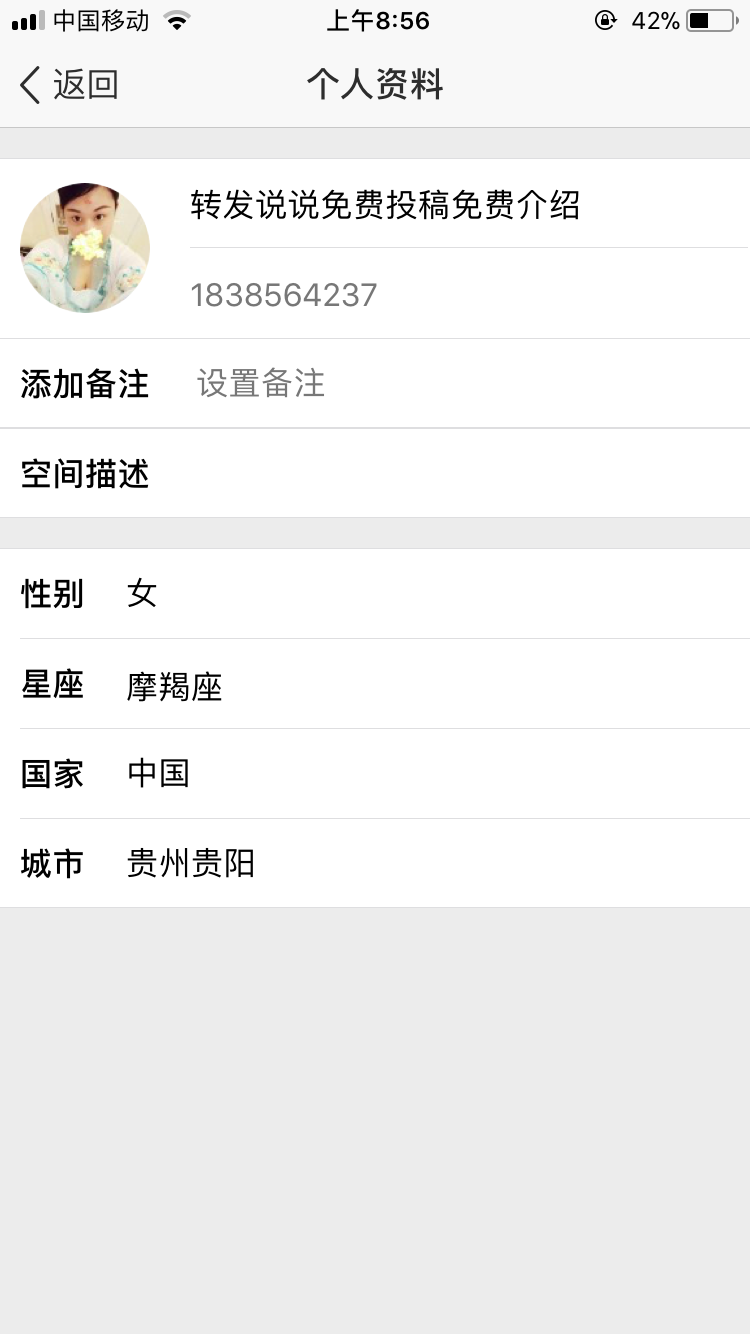 中国移动 上午8:56 42%
返回 个人资料
转发说说免费投稿免费介绍
1838564237
添加备注 设置备注
空间描述
性别 女
星座 摩羯座
国家 中国
城市 贵州贵阳